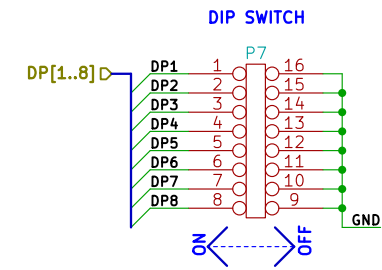 DIP SWITCH
P7
DP[1..8]
DP1 1 16
DP2 2 15
DP3 3 14
DP4 4 13
DP5 5 12
DP6 6 11
DP7 7 10
DP8 8 9
GND
ON OFF